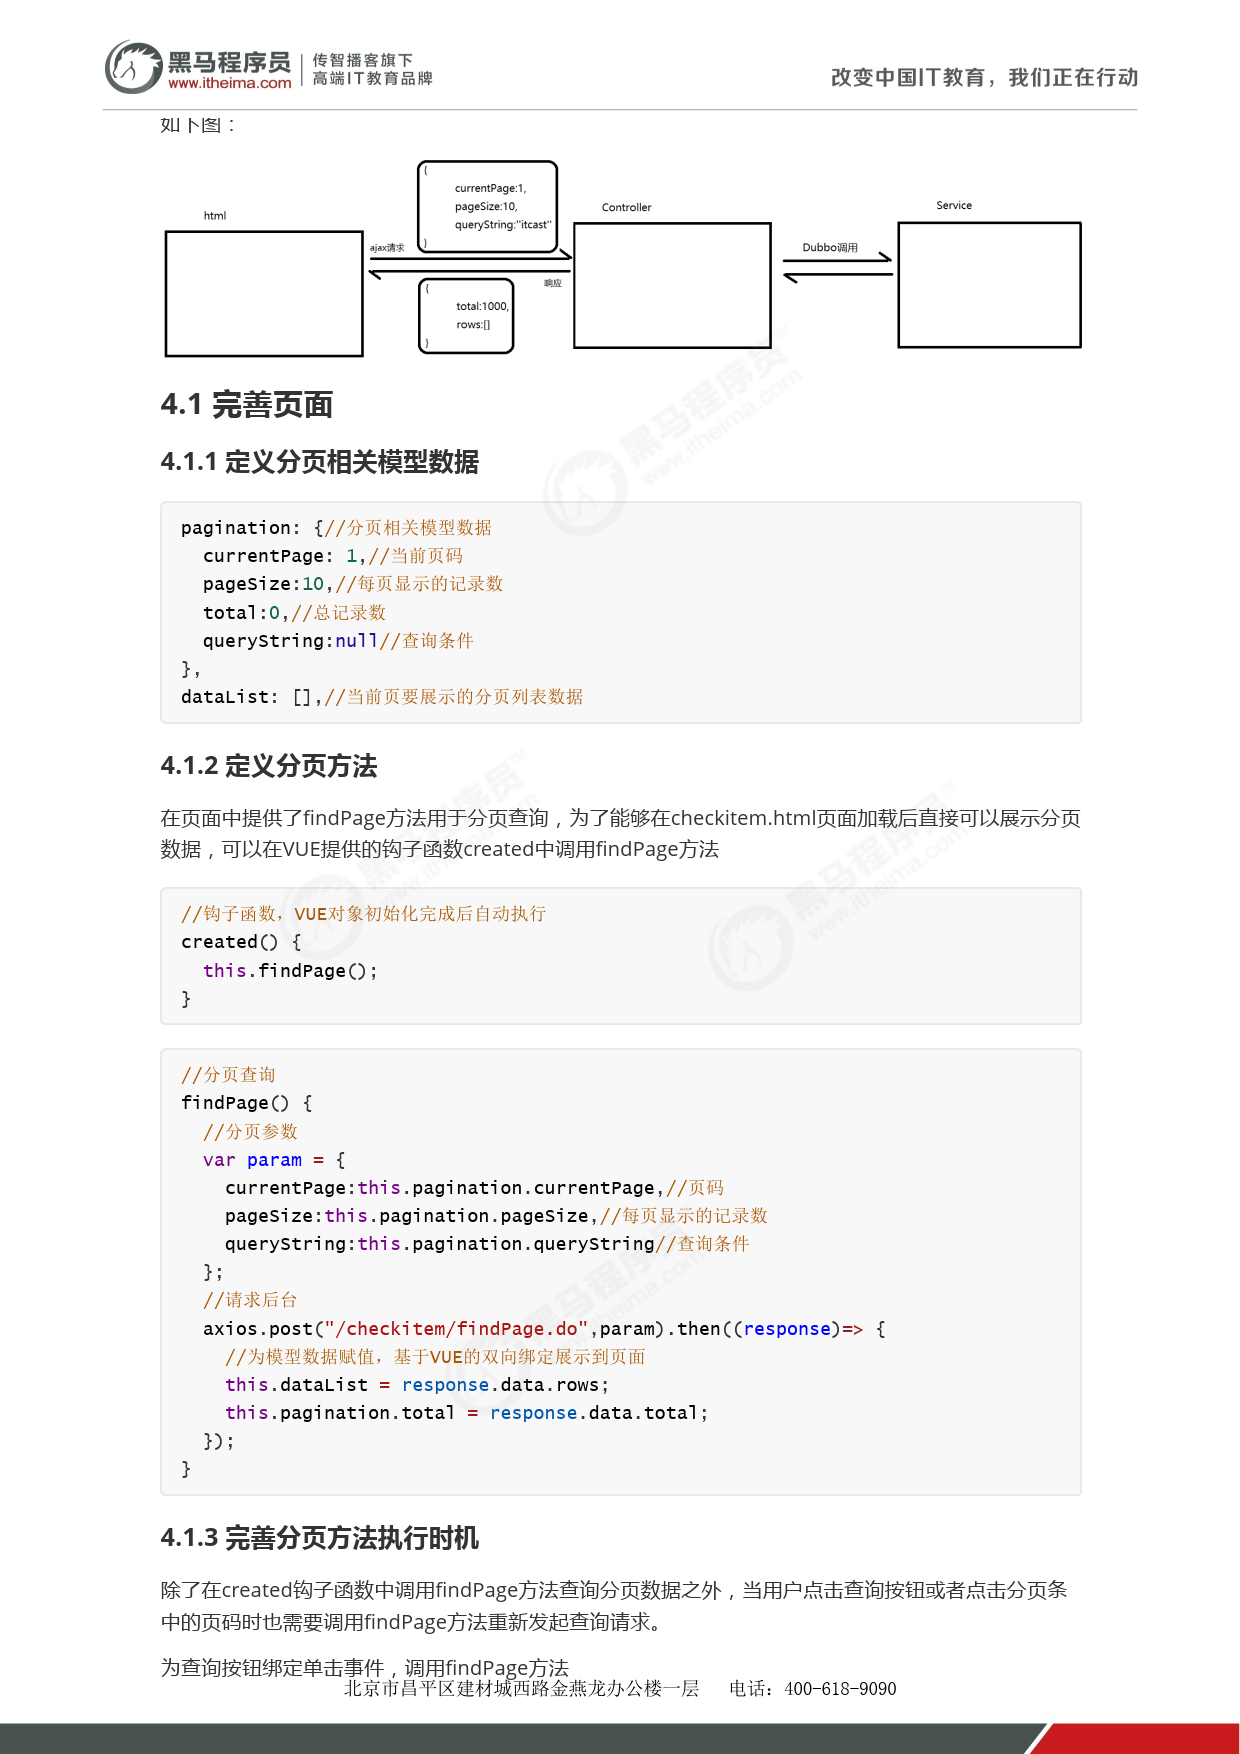 黑马程序员 传智播客旗下
www.itheima.com 高端IT教育品牌
改变中国IT教育，我们正在行动
如下图：
{
currentPage:1,
pageSize:10,
queryString:"itcast"
}
html
Controller
Service
ajax请求
Dubbo调用
响应
{
total:1000,
rows:[]
}
4.1 完善页面
4.1.1 定义分页相关模型数据
pagination: {//分页相关模型数据
currentPage: 1,//当前页码
pageSize:10,//每页显示的记录数
total:0,//总记录数
queryString:null//查询条件
},
dataList: [],//当前页要展示的分页列表数据
4.1.2 定义分页方法
在页面中提供了findPage方法用于分页查询，为了能够在checkitem.html页面加载后直接可以展示分页
数据，可以在VUE提供的钩子函数created中调用findPage方法
//钩子函数，VUE对象初始化完成后自动执行
created() {
this.findPage();
}
//分页查询
findPage() {
//分页参数
var param = {
currentPage:this.pagination.currentPage,//页码
pageSize:this.pagination.pageSize,//每页显示的记录数
queryString:this.pagination.queryString//查询条件
};
//请求后台
axios.post("/checkitem/findPage.do",param).then((response)=> {
//为模型数据赋值，基于VUE的双向绑定展示到页面
this.dataList = response.data.rows;
this.pagination.total = response.data.total;
});
}
4.1.3 完善分页方法执行时机
除了在created钩子函数中调用findPage方法查询分页数据之外，当用户点击查询按钮或者点击分页条
中的页码时也需要调用findPage方法重新发起查询请求。
为查询按钮绑定单击事件，调用findPage方法
北京市昌平区建材城西路金燕龙办公楼一层 电话：400-618-9090